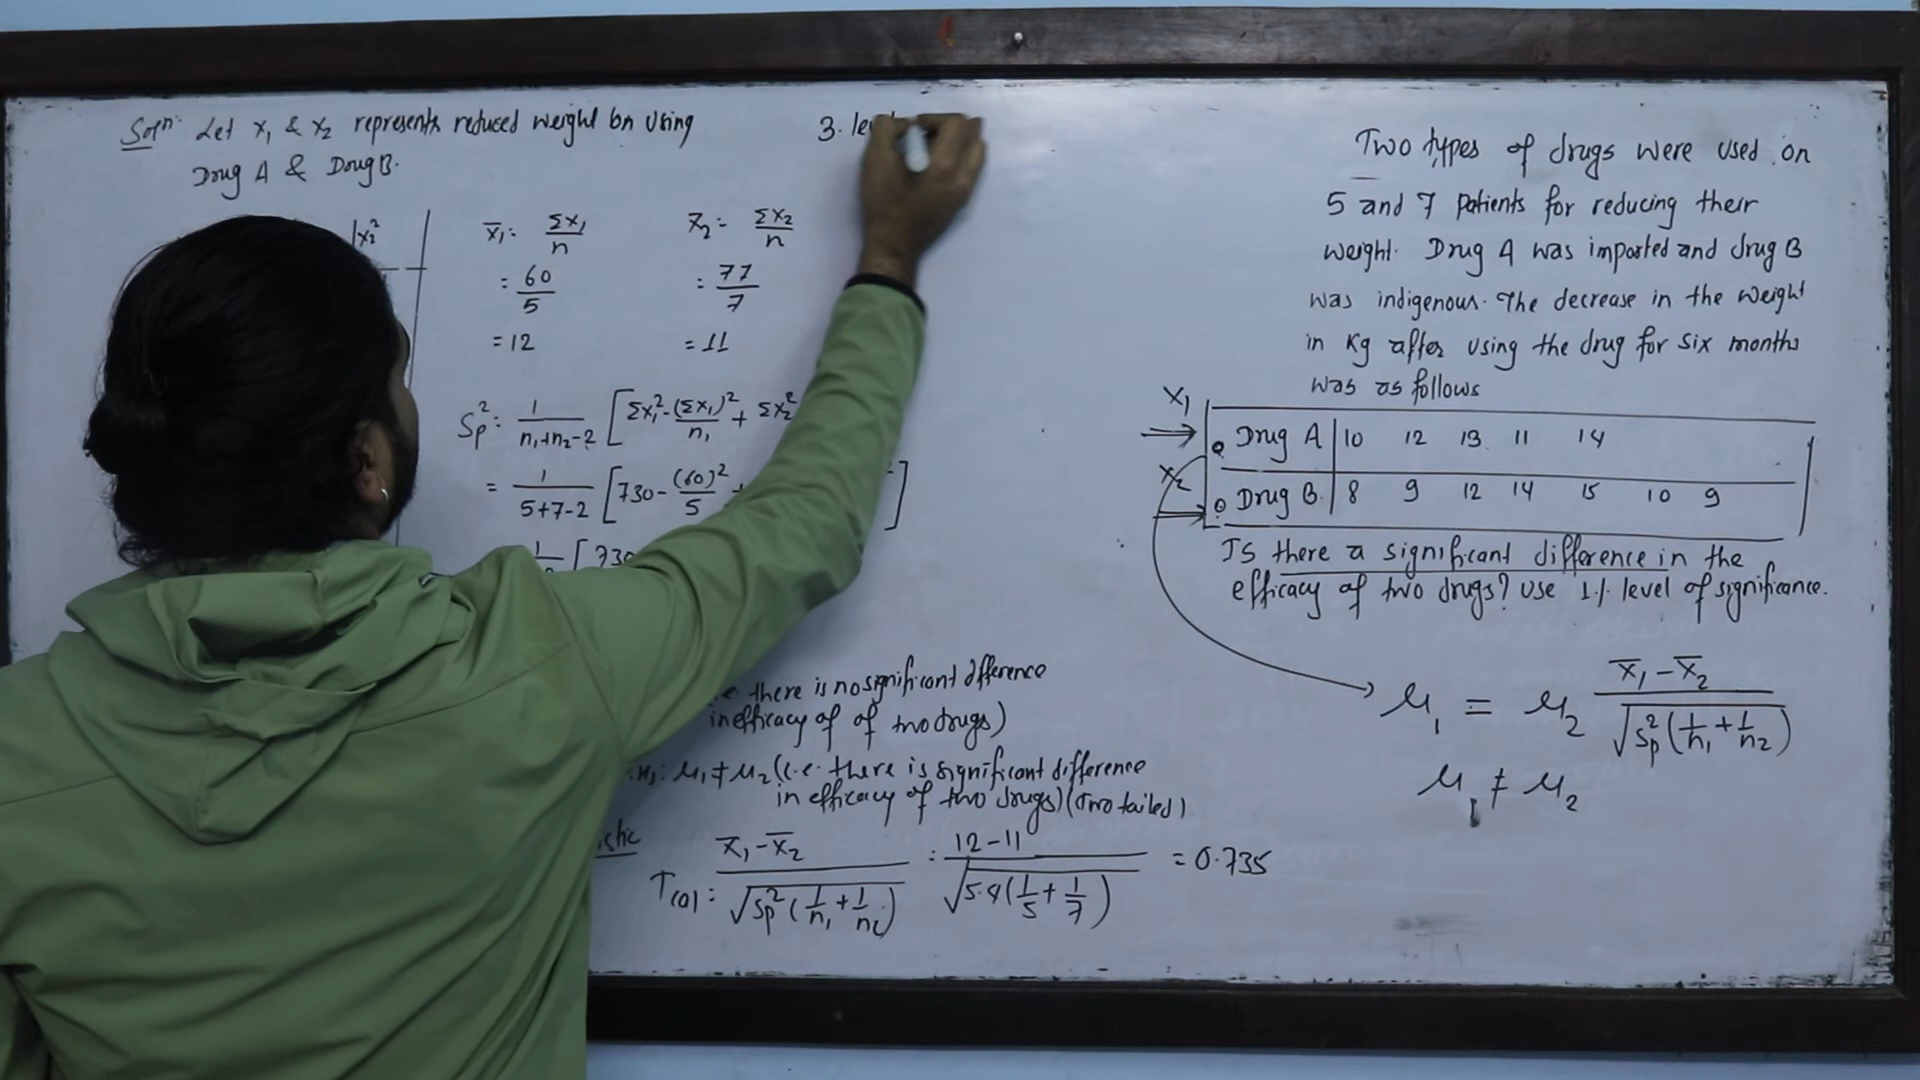 Soln: Let x₁ & x₂ represents reduced weight on using
Drug A & Drug B.
x₂²
x̄₁ = Σx₁/n
= 60/5
= 12
x̄₂ = Σx₂/n
= 77/7
= 11
Sp² = 1/(n₁+n₂-2) [Σx₁² - (Σx₁)²/n₁ + Σx₂²
= 1/(5+7-2) [730 - (60)²/5 + ]
[730
there is no significant difference
in efficacy of of two drugs)
H₁: μ₁ ≠ μ₂ (i.e. there is significant difference
in efficacy of two drugs) (Two tailed)
T(a) = (x̄₁ - x̄₂)/√(Sp²(1/n₁ + 1/n₂)) = (12-11)/√(5.4(1/5 + 1/7)) = 0.735
3.
Two types of drugs were used on
5 and 7 patients for reducing their
weight. Drug A was imported and drug B
was indigenous. The decrease in the weight
in Kg after using the drug for six months
was as follows
x₁
Drug A 10 12 13 11 14
x₂
Drug B 8 9 12 14 15 10 9
Is there a significant difference in the
efficacy of two drugs? Use 1% level of significance.
μ₁ = μ₂ (x̄₁ - x̄₂)/√(Sp²(1/n₁ + 1/n₂))
μ₁ ≠ μ₂